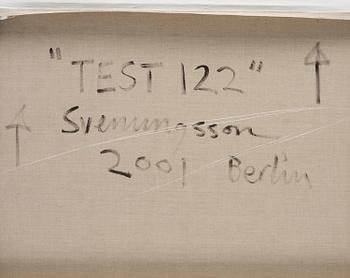 "TEST 122"
Svenungsson
2001 Berlin